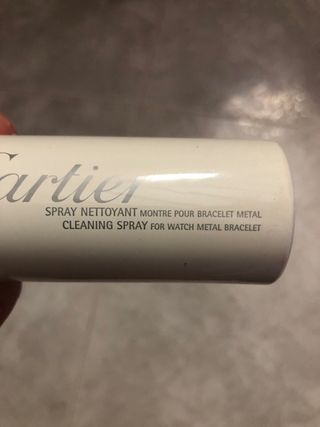 Cartier
SPRAY NETTOYANT MONTRE POUR BRACELET METAL
CLEANING SPRAY FOR WATCH METAL BRACELET